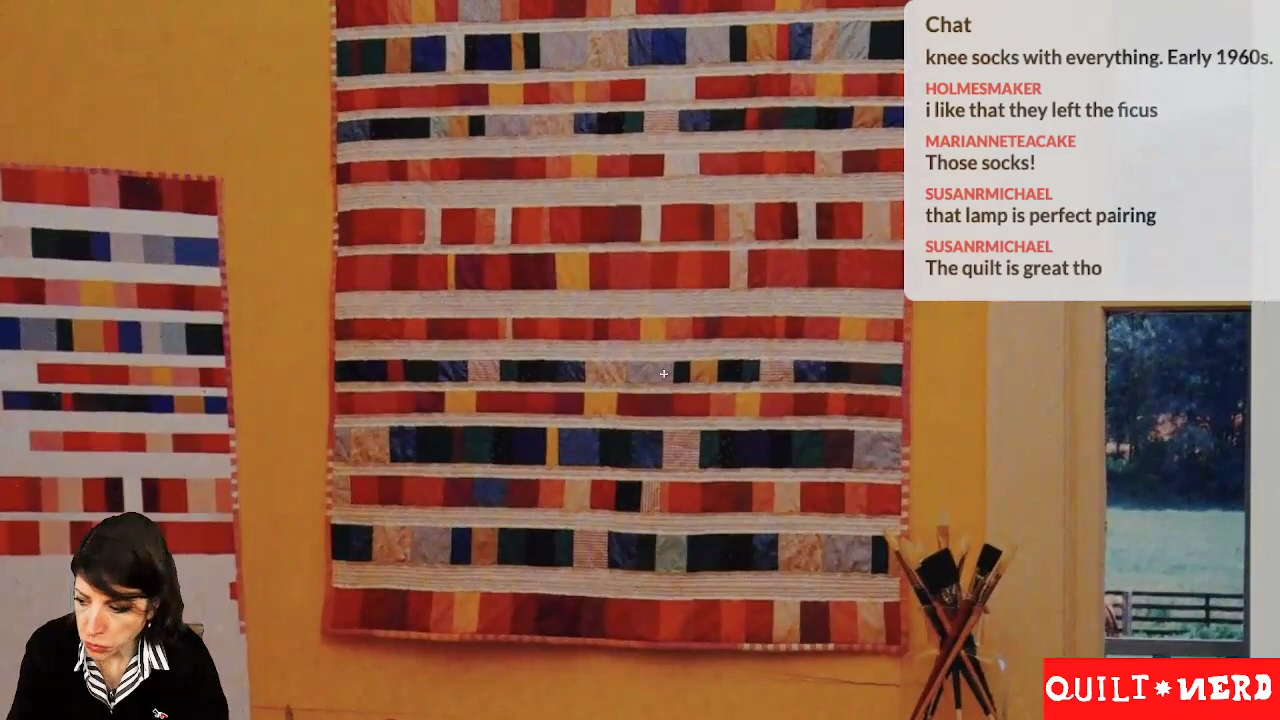 Chat
knee socks with everything. Early 1960s.
HOLMESMAKER
i like that they left the ficus
MARIANNETEACAKE
Those socks!
SUSANRMICHAEL
that lamp is perfect pairing
SUSANRMICHAEL
The quilt is great tho
QUILT*NERD